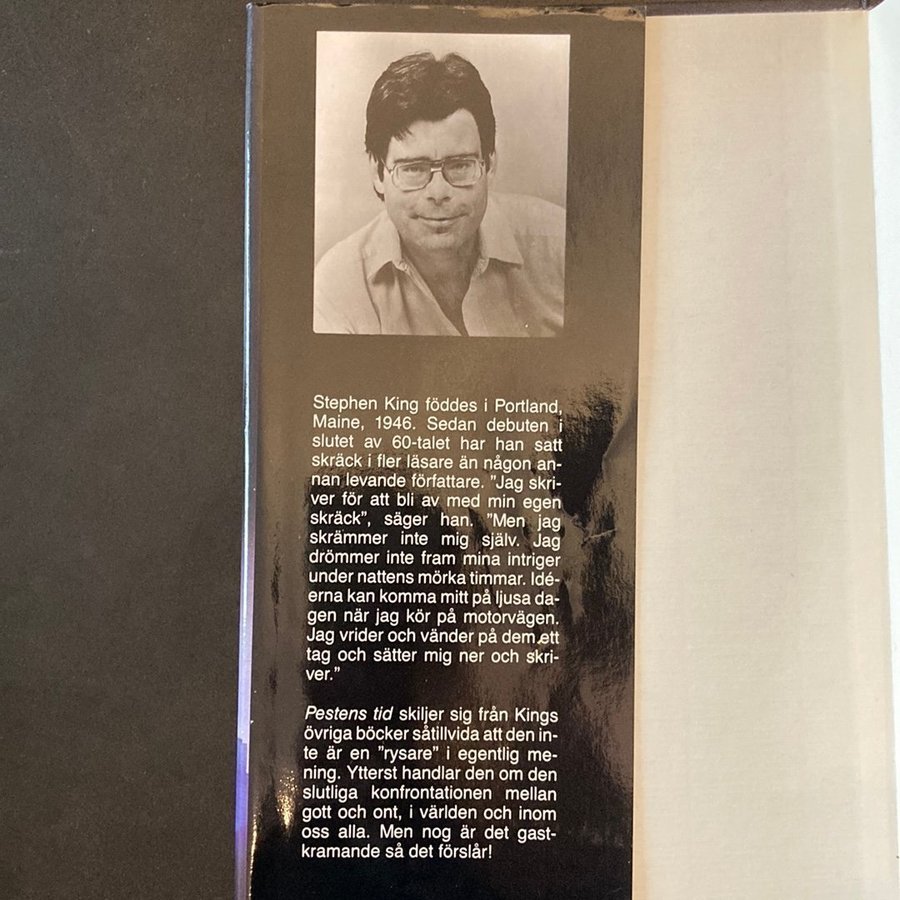 Stephen King föddes i Portland,
Maine, 1946. Sedan debuten i
slutet av 60-talet har han satt
skräck i fler läsare än någon an-
nan levande författare. ”Jag skri-
ver för att bli av med min egen
skräck”, säger han. ”Men jag
skrämmer inte mig själv. Jag
drömmer inte fram mina intriger
under nattens mörka timmar. Idé-
erna kan komma mitt på ljusa da-
gen när jag kör på motorvägen.
Jag vrider och vänder på dem ett
tag och sätter mig ner och skri-
ver.”
Pestens tid skiljer sig från Kings
övriga böcker såtillvida att den in-
te är en ”rysare” i egentlig me-
ning. Ytterst handlar den om den
slutliga konfrontationen mellan
gott och ont, i världen och inom
oss alla. Men nog är det gast-
kramande så det förslår!